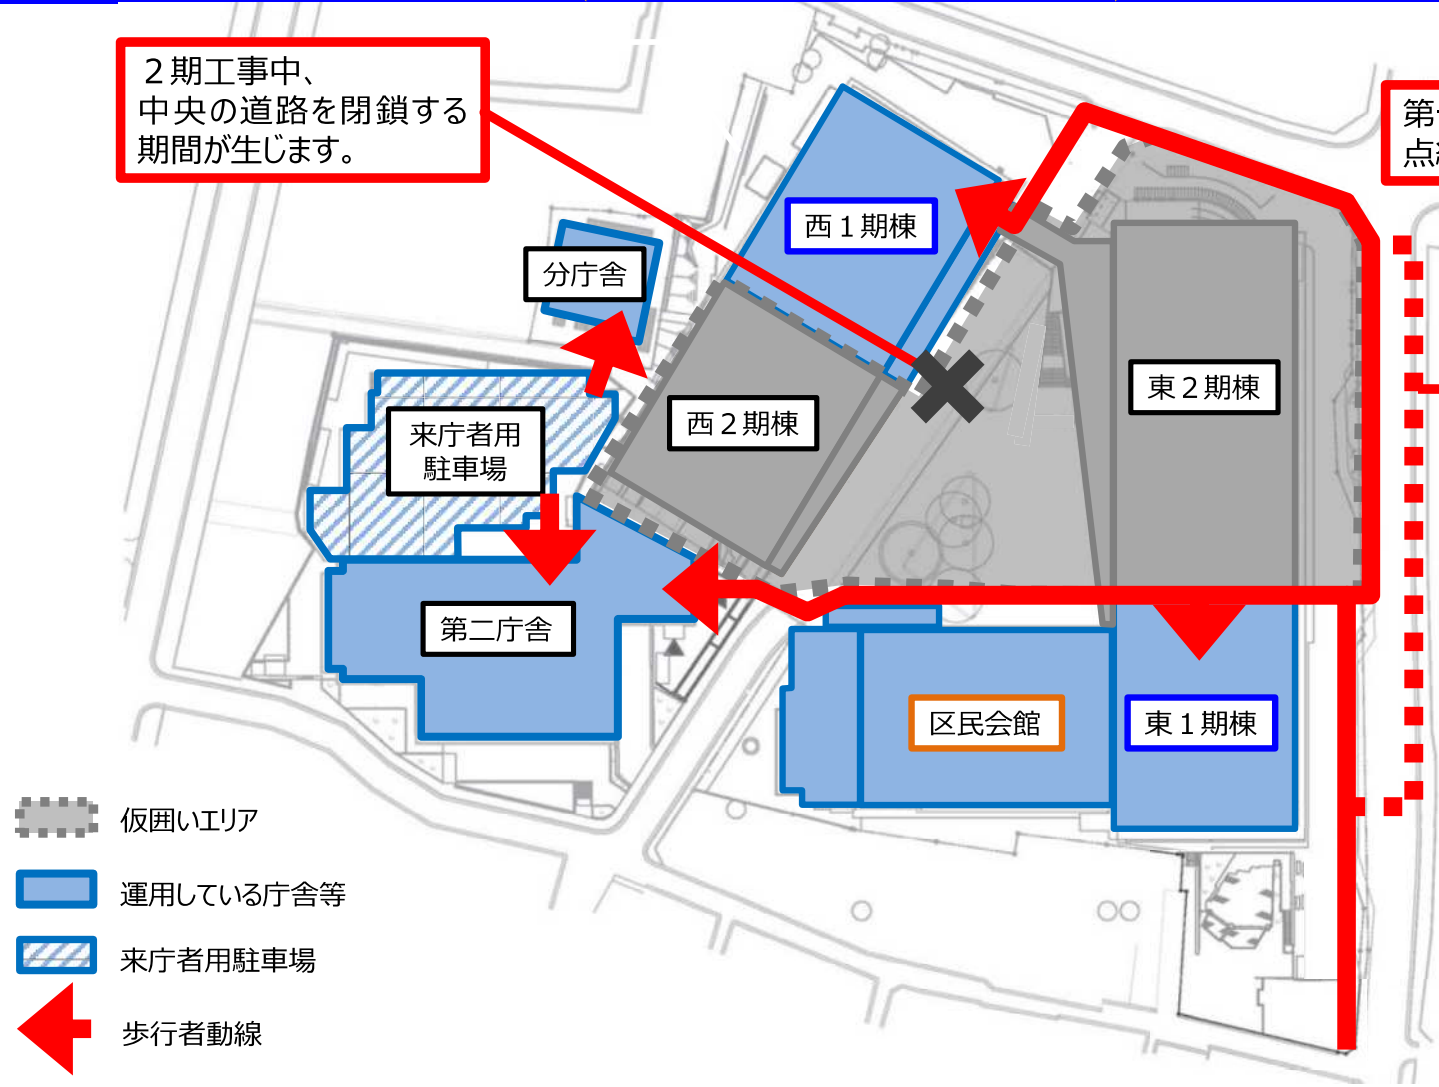 ２期工事中、
中央の道路を閉鎖する
期間が生じます。
第
点
西１期棟
分庁舎
東２期棟
西２期棟
来庁者用
駐車場
第二庁舎
区民会館
東１期棟
仮囲いエリア
運用している庁舎等
来庁者用駐車場
歩行者動線